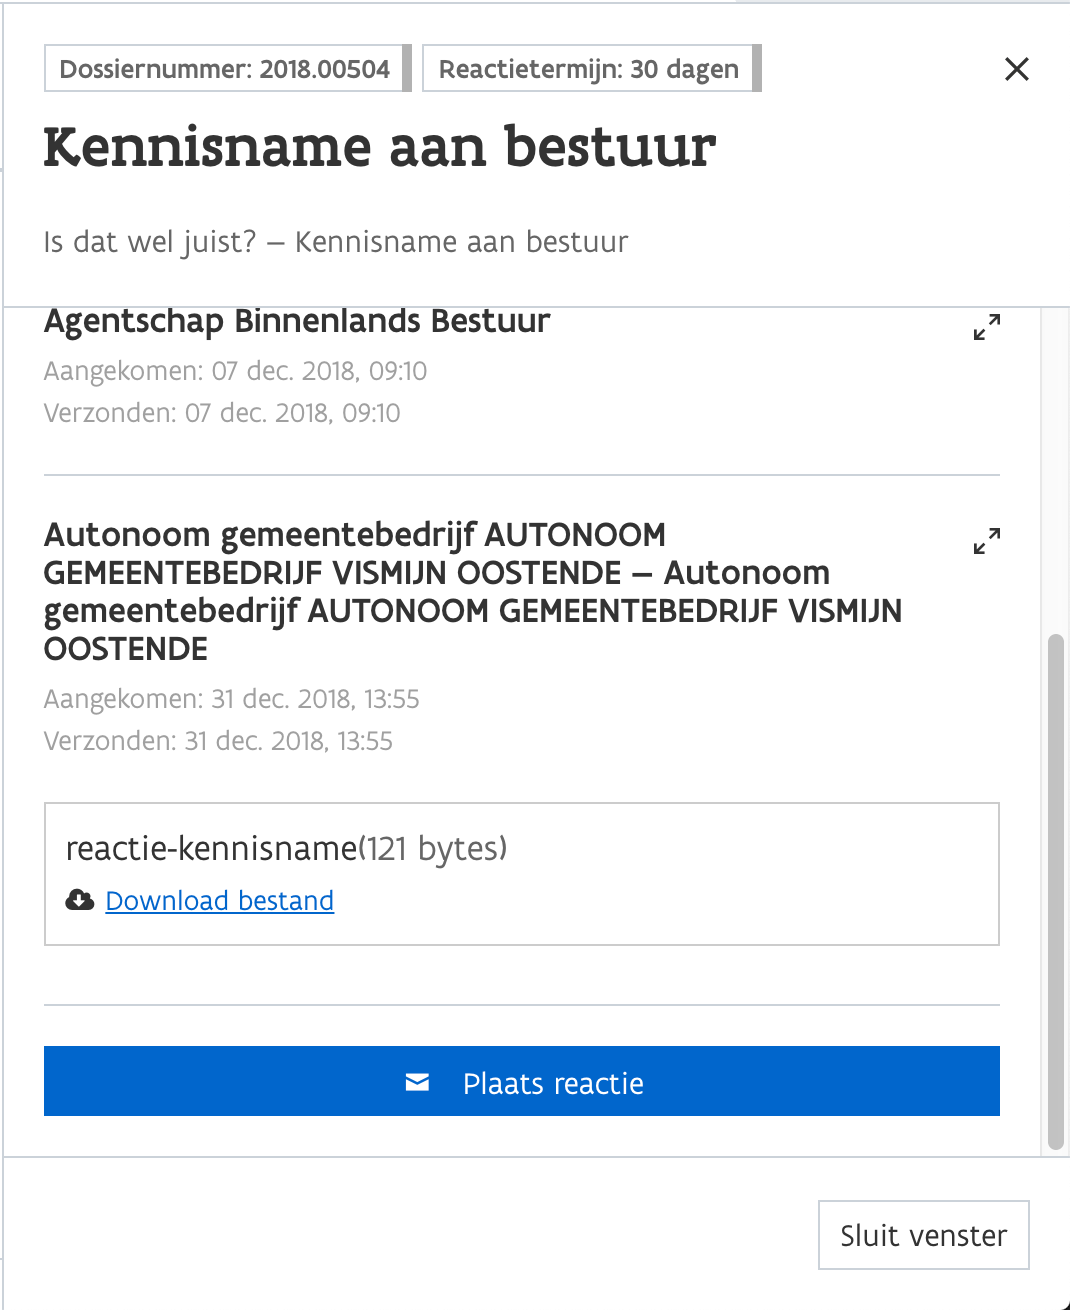 Dossiernummer: 2018.00504
Reactietermijn: 30 dagen
Kennisname aan bestuur
Is dat wel juist? – Kennisname aan bestuur
Agentschap Binnenlands Bestuur
Aangekomen: 07 dec. 2018, 09:10
Verzonden: 07 dec. 2018, 09:10
Autonoom gemeentebedrijf AUTONOOM
GEMEENTEBEDRIJF VISMIJN OOSTENDE – Autonoom
gemeentebedrijf AUTONOOM GEMEENTEBEDRIJF VISMIJN
OOSTENDE
Aangekomen: 31 dec. 2018, 13:55
Verzonden: 31 dec. 2018, 13:55
reactie-kennisname(121 bytes)
Download bestand
Plaats reactie
Sluit venster